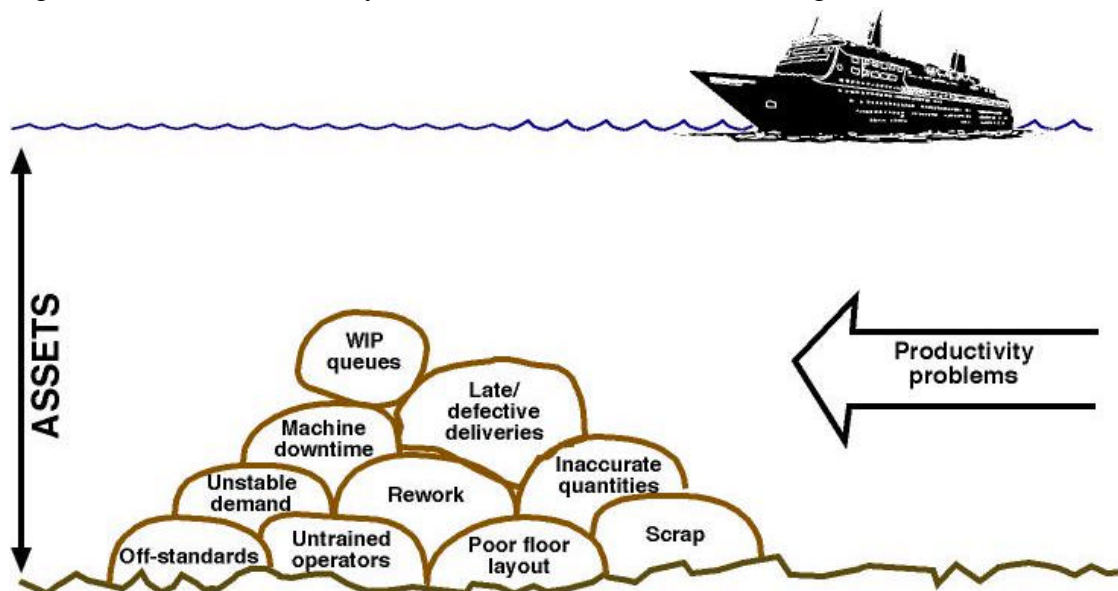 ASSETS
WIP
queues
Late/
defective
deliveries
Productivity
problems
Machine
downtime
Inaccurate
quantities
Unstable
demand
Rework
Off-standards
Untrained
operators
Poor floor
layout
Scrap